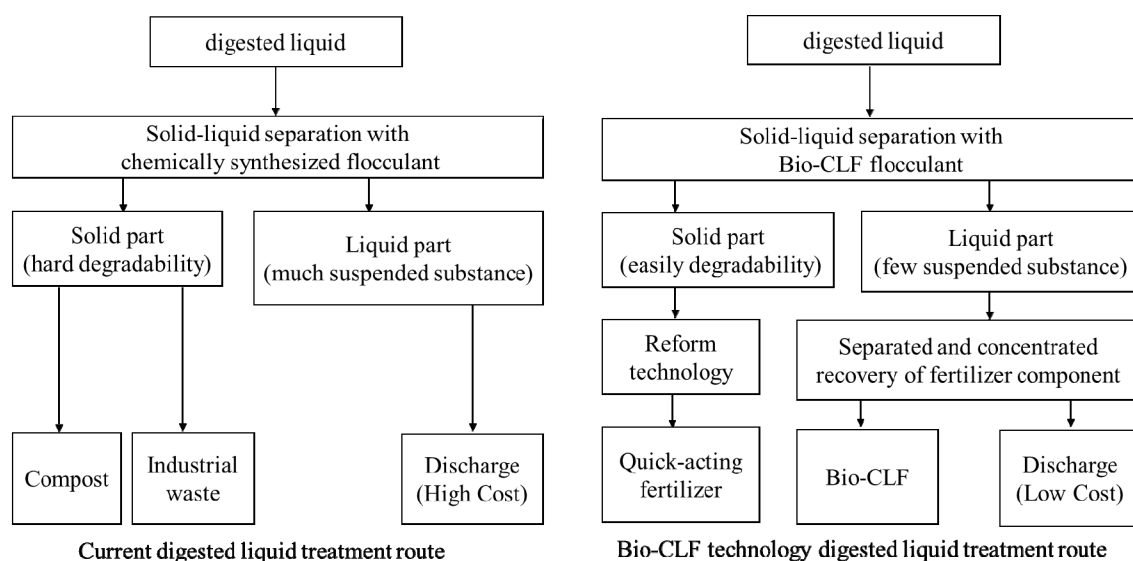 digested liquid
Solid-liquid separation with
chemically synthesized flocculant
Solid part
(hard degradability)
Liquid part
(much suspended substance)
Compost
Industrial
waste
Discharge
(High Cost)
Current digested liquid treatment route
digested liquid
Solid-liquid separation with
Bio-CLF flocculant
Solid part
(easily degradability)
Liquid part
(few suspended substance)
Reform
technology
Separated and concentrated
recovery of fertilizer component
Quick-acting
fertilizer
Bio-CLF
Discharge
(Low Cost)
Bio-CLF technology digested liquid treatment route